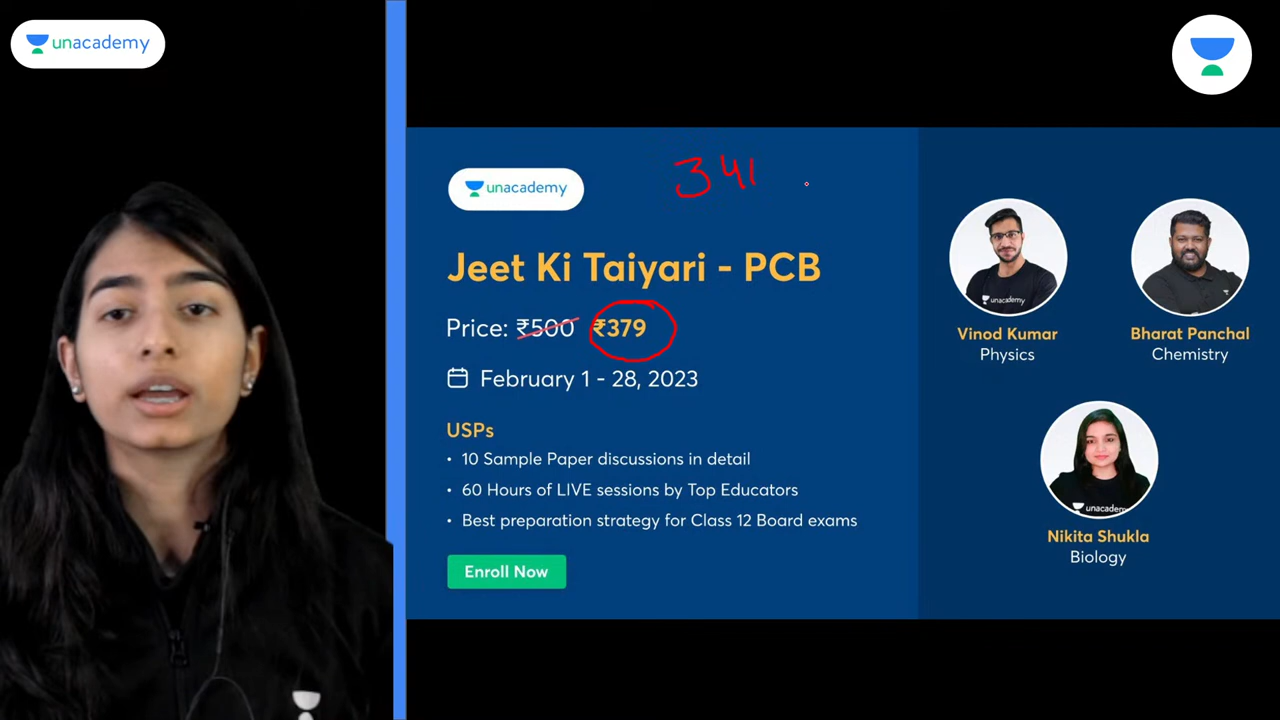 unacademy
unacademy
341
Jeet Ki Taiyari - PCB
Price: ₹500 ₹379
February 1 - 28, 2023
USPs
• 10 Sample Paper discussions in detail
• 60 Hours of LIVE sessions by Top Educators
• Best preparation strategy for Class 12 Board exams
Enroll Now
unacademy
Vinod Kumar
Physics
Bharat Panchal
Chemistry
unacademy
Nikita Shukla
Biology